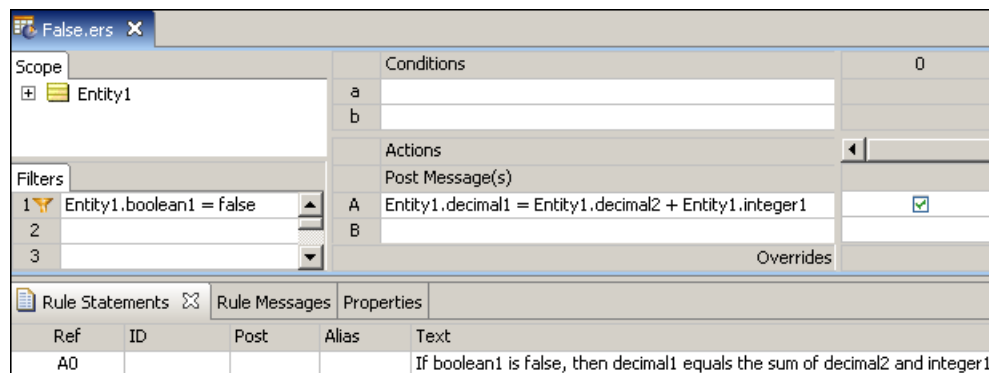 False.ers
Scope
Conditions 0
Entity1
a
b
Actions
Filters
Post Message(s)
1 Entity1.boolean1 = false
A Entity1.decimal1 = Entity1.decimal2 + Entity1.integer1
2
B
3
Overrides
Rule Statements Rule Messages Properties
Ref ID Post Alias Text
A0 If boolean1 is false, then decimal1 equals the sum of decimal2 and integer1